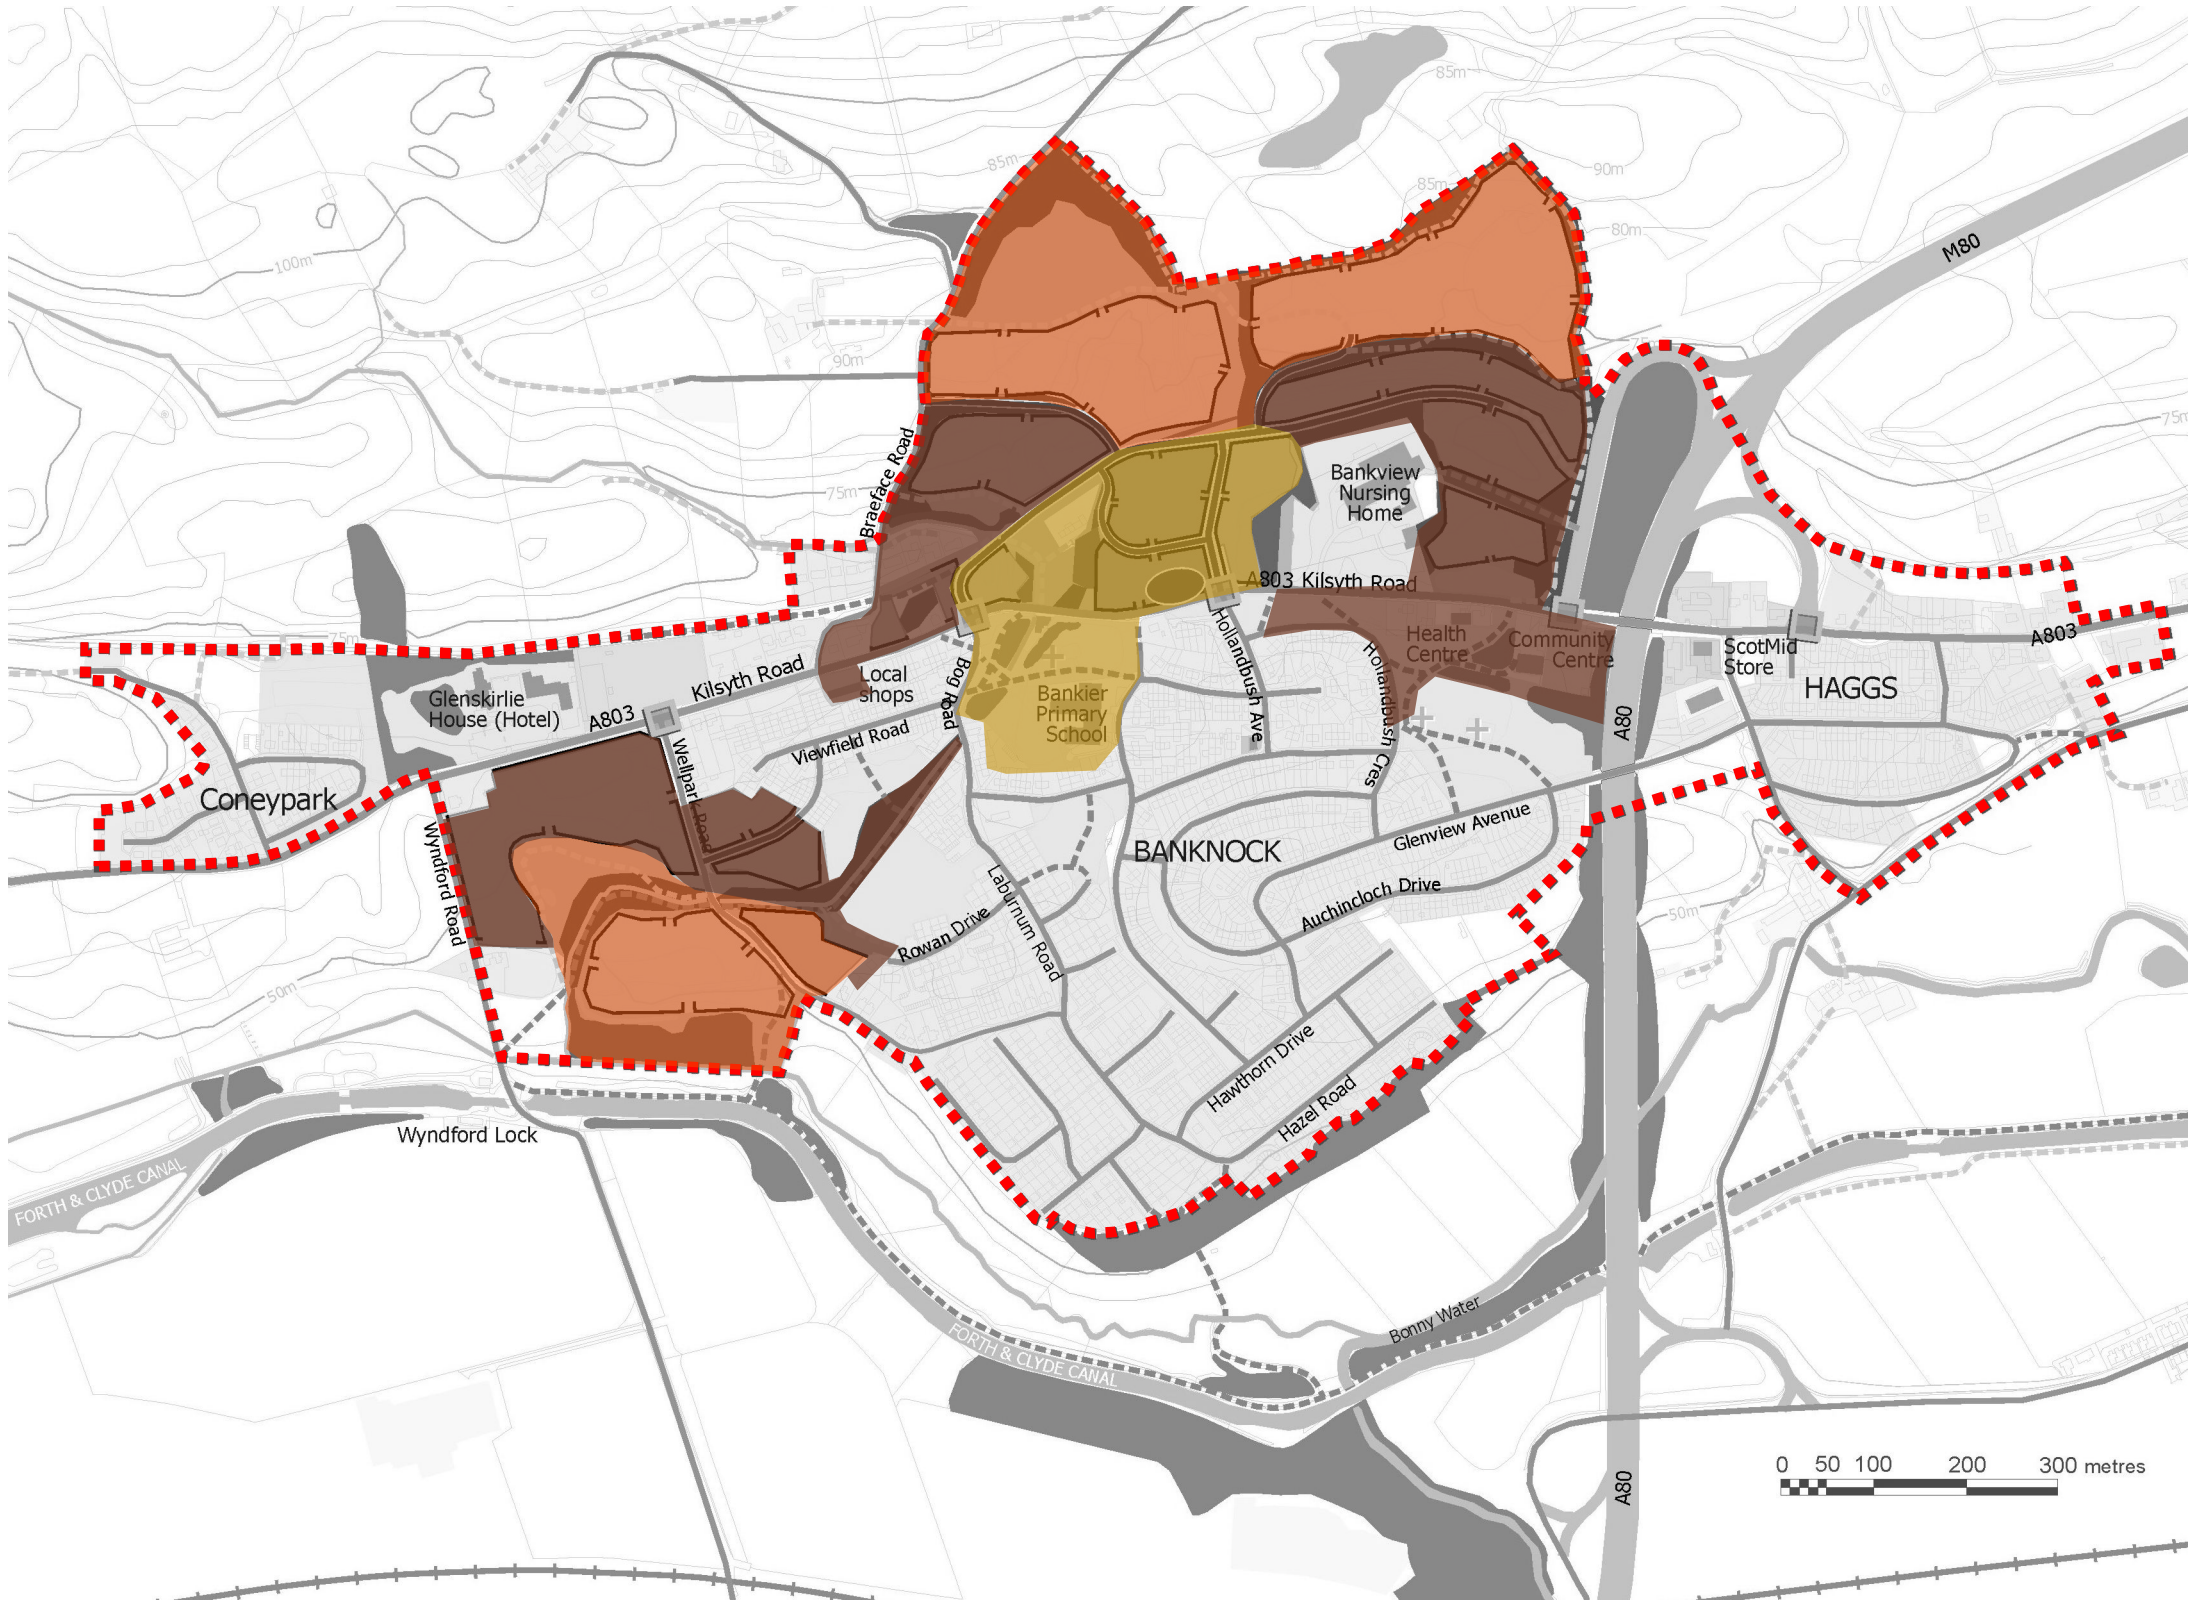 85m
85m
85m
90m
80m
M80
100m
75
90m
75m
75m
Braeface Road
Bankview
Nursing
Home
A803 Kilsyth Road
75m
Health
Centre
Community
Centre
ScotMid
Store
A803
HAGGS
Glenskirlie
House (Hotel)
A803
Kilsyth Road
Local
shops
Bog Road
Bankier
Primary
School
Hollandbush Ave
Hollandbush Cres
A80
Viewfield Road
Wellpark Road
Coneypark
Wyndford Road
BANKNOCK
Glenview Avenue
Auchincloch Drive
Laburnum Road
Rowan Drive
50m
50m
Hawthorn Drive
Hazel Road
Wyndford Lock
FORTH & CLYDE CANAL
Bonny Water
FORTH & CLYDE CANAL
A80
0 50 100 200 300 metres